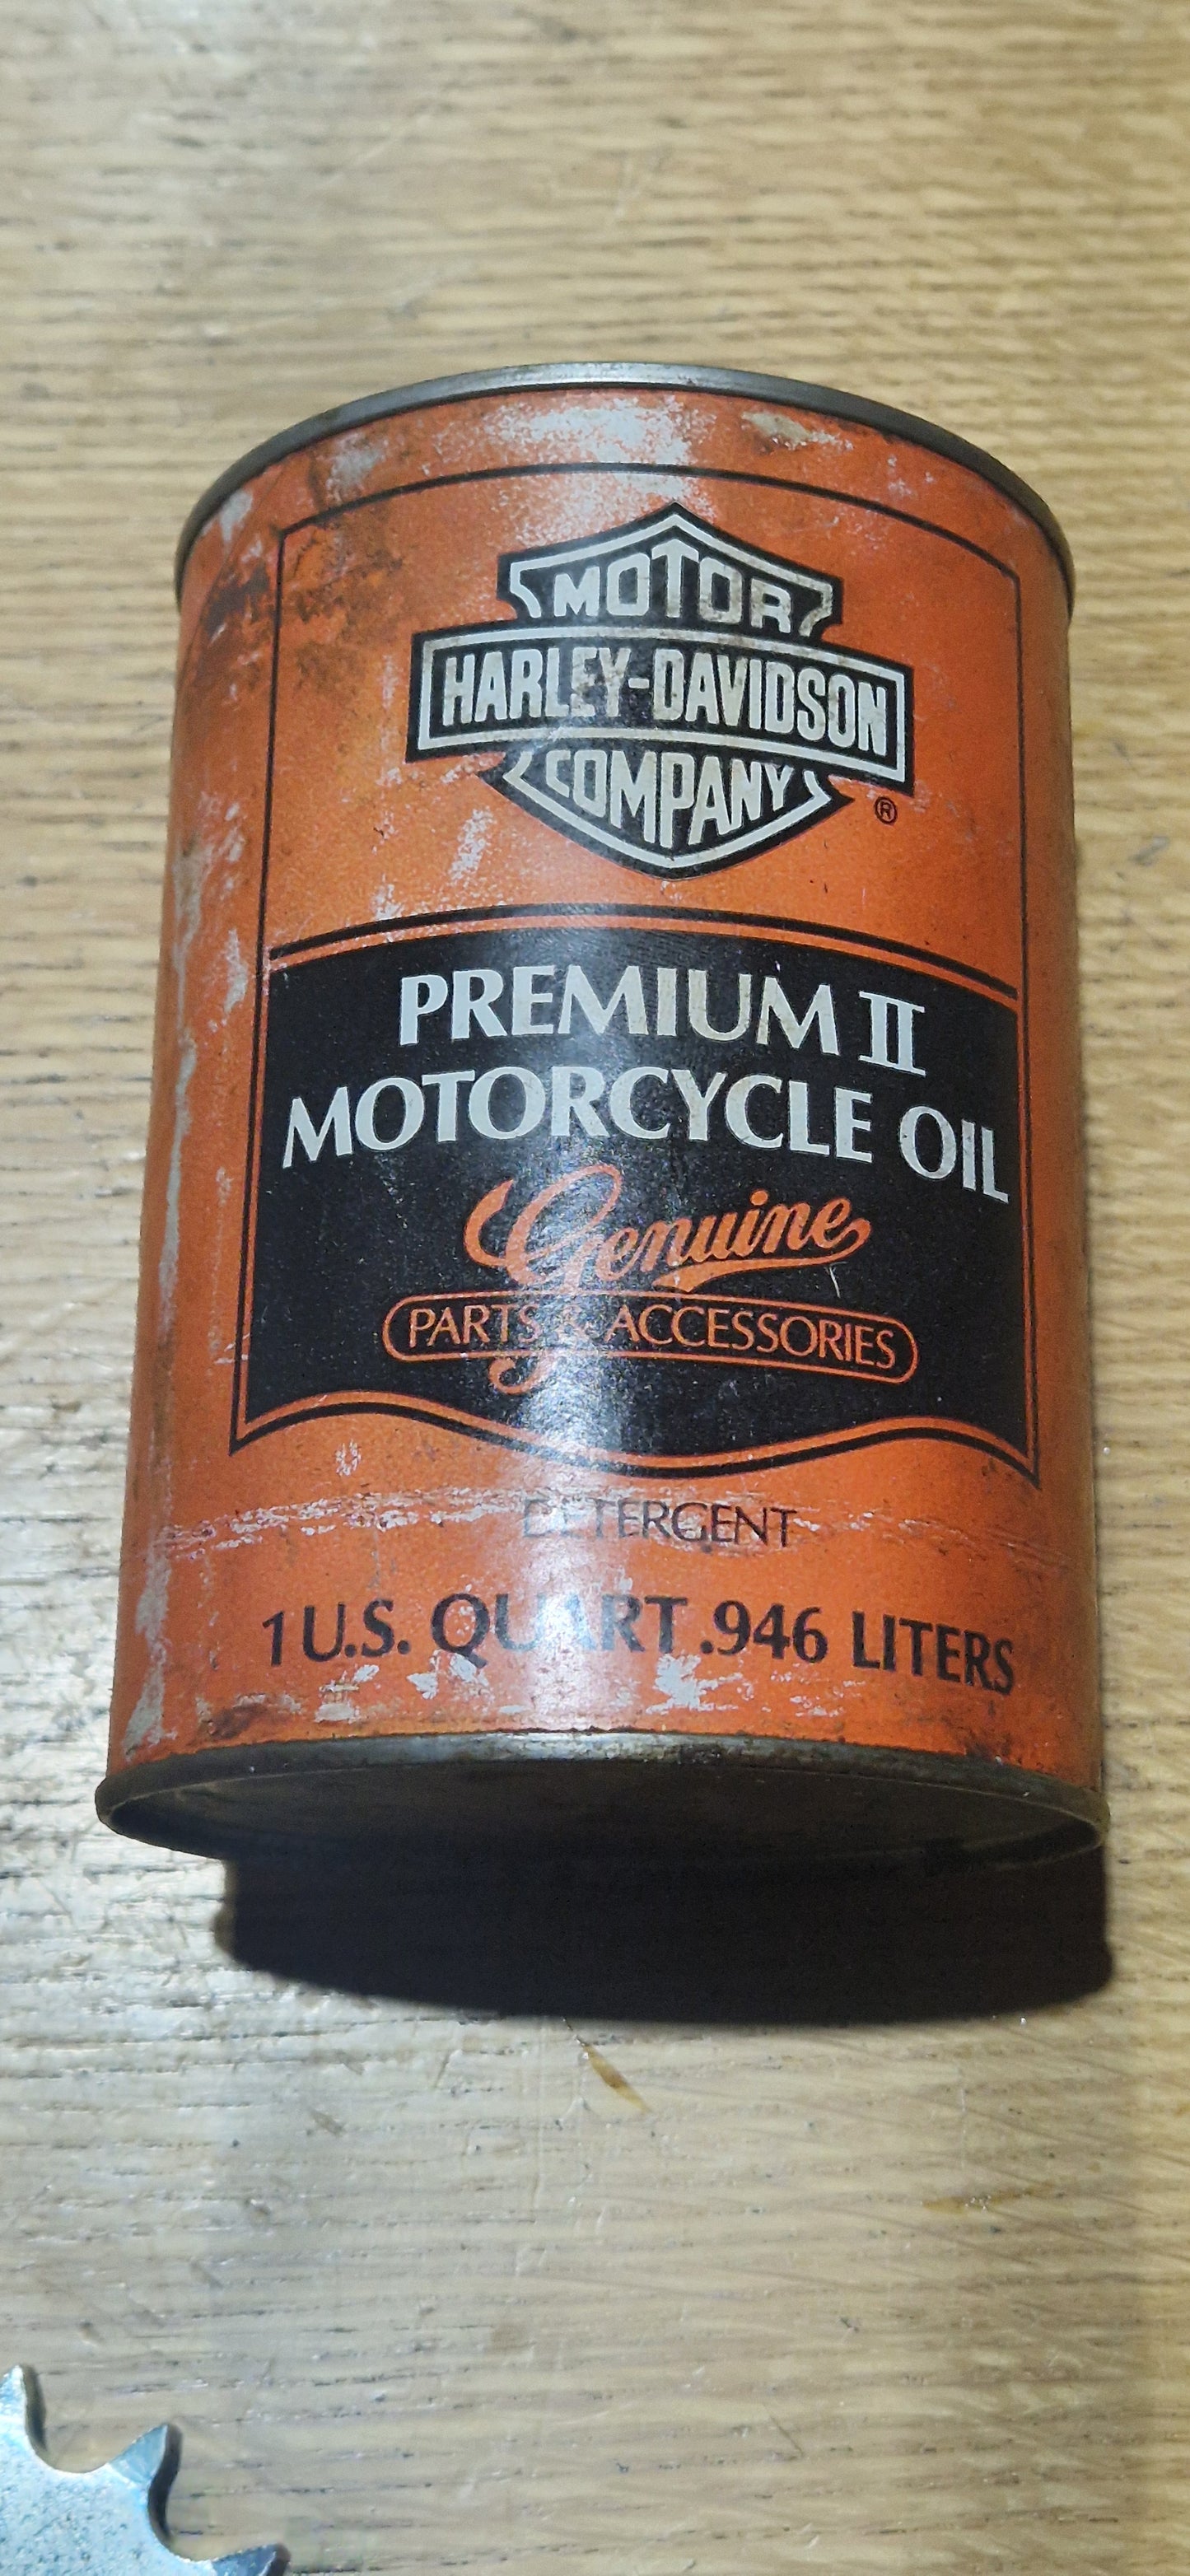 MOTOR
HARLEY-DAVIDSON
COMPANY
®
PREMIUM II
MOTORCYCLE OIL
Genuine
PARTS & ACCESSORIES
DETERGENT
1 U.S. QUART .946 LITERS